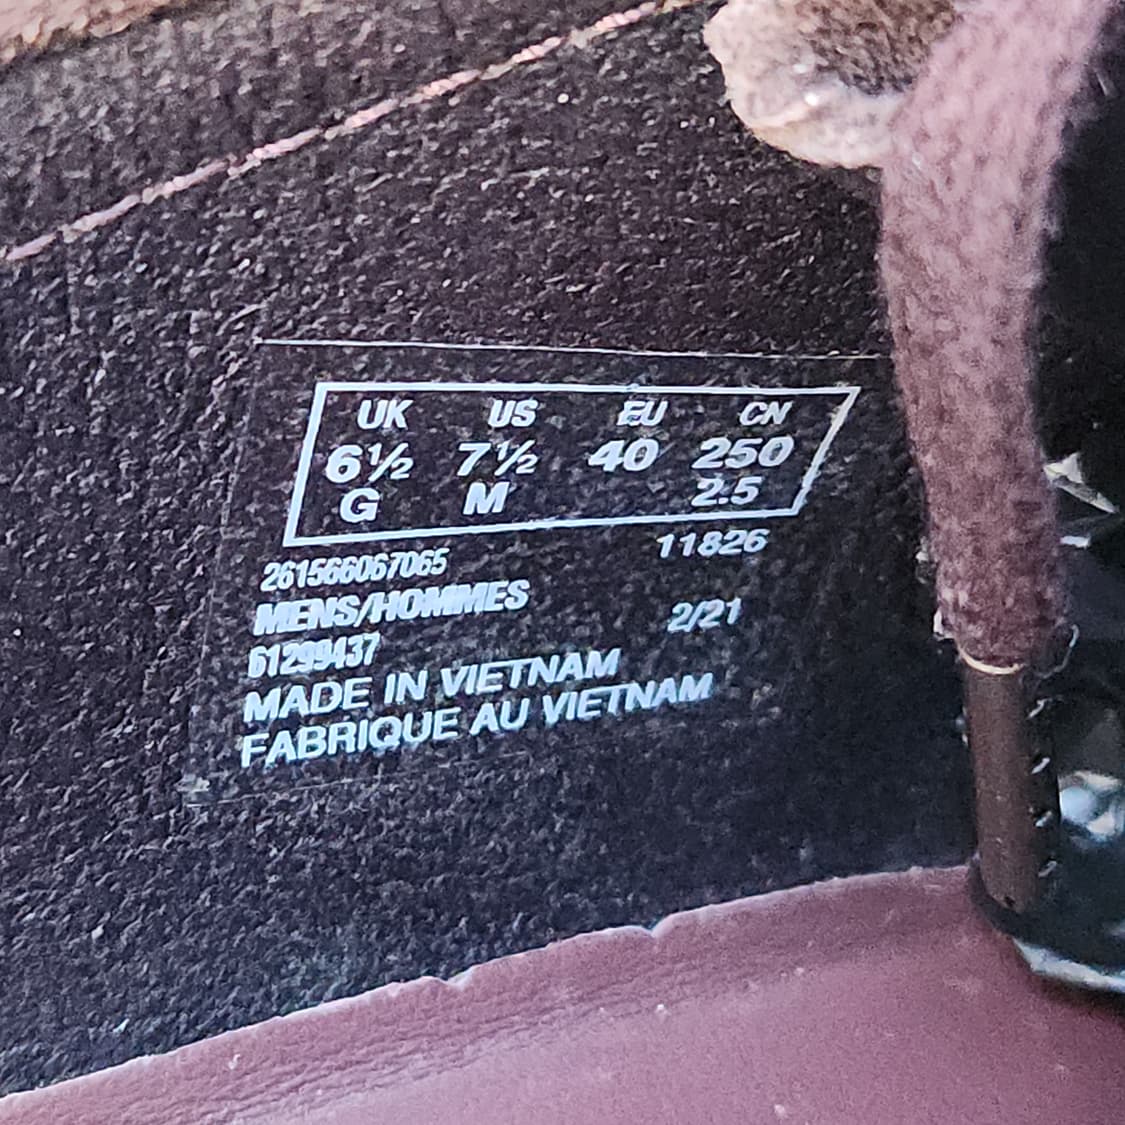 UK US EU CN
6½ 7½ 40 250
G M 2.5
261566067065 11826
MENS/HOMMES 2/21
61299437
MADE IN VIETNAM
FABRIQUE AU VIETNAM